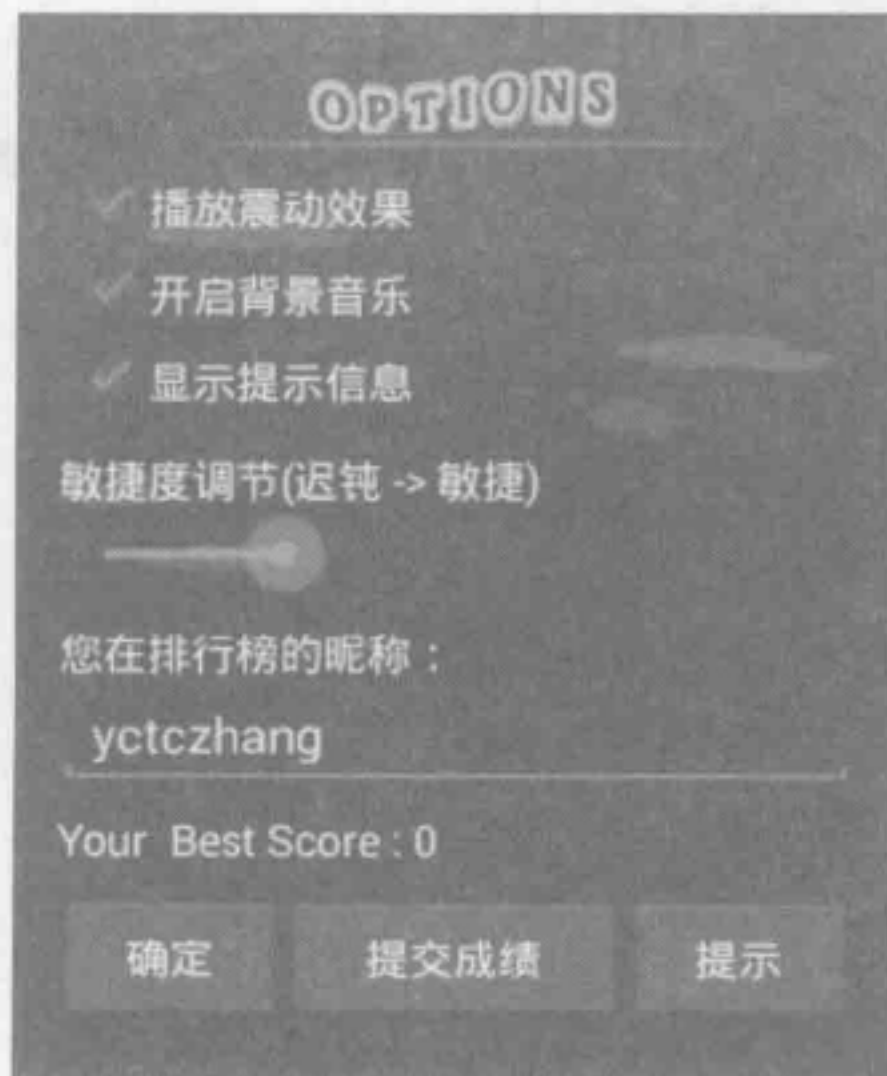 OPTIONS
播放震动效果
开启背景音乐
显示提示信息
敏捷度调节(迟钝 -> 敏捷)
您在排行榜的昵称：
yctczhang
Your Best Score : 0
确定 提交成绩 提示